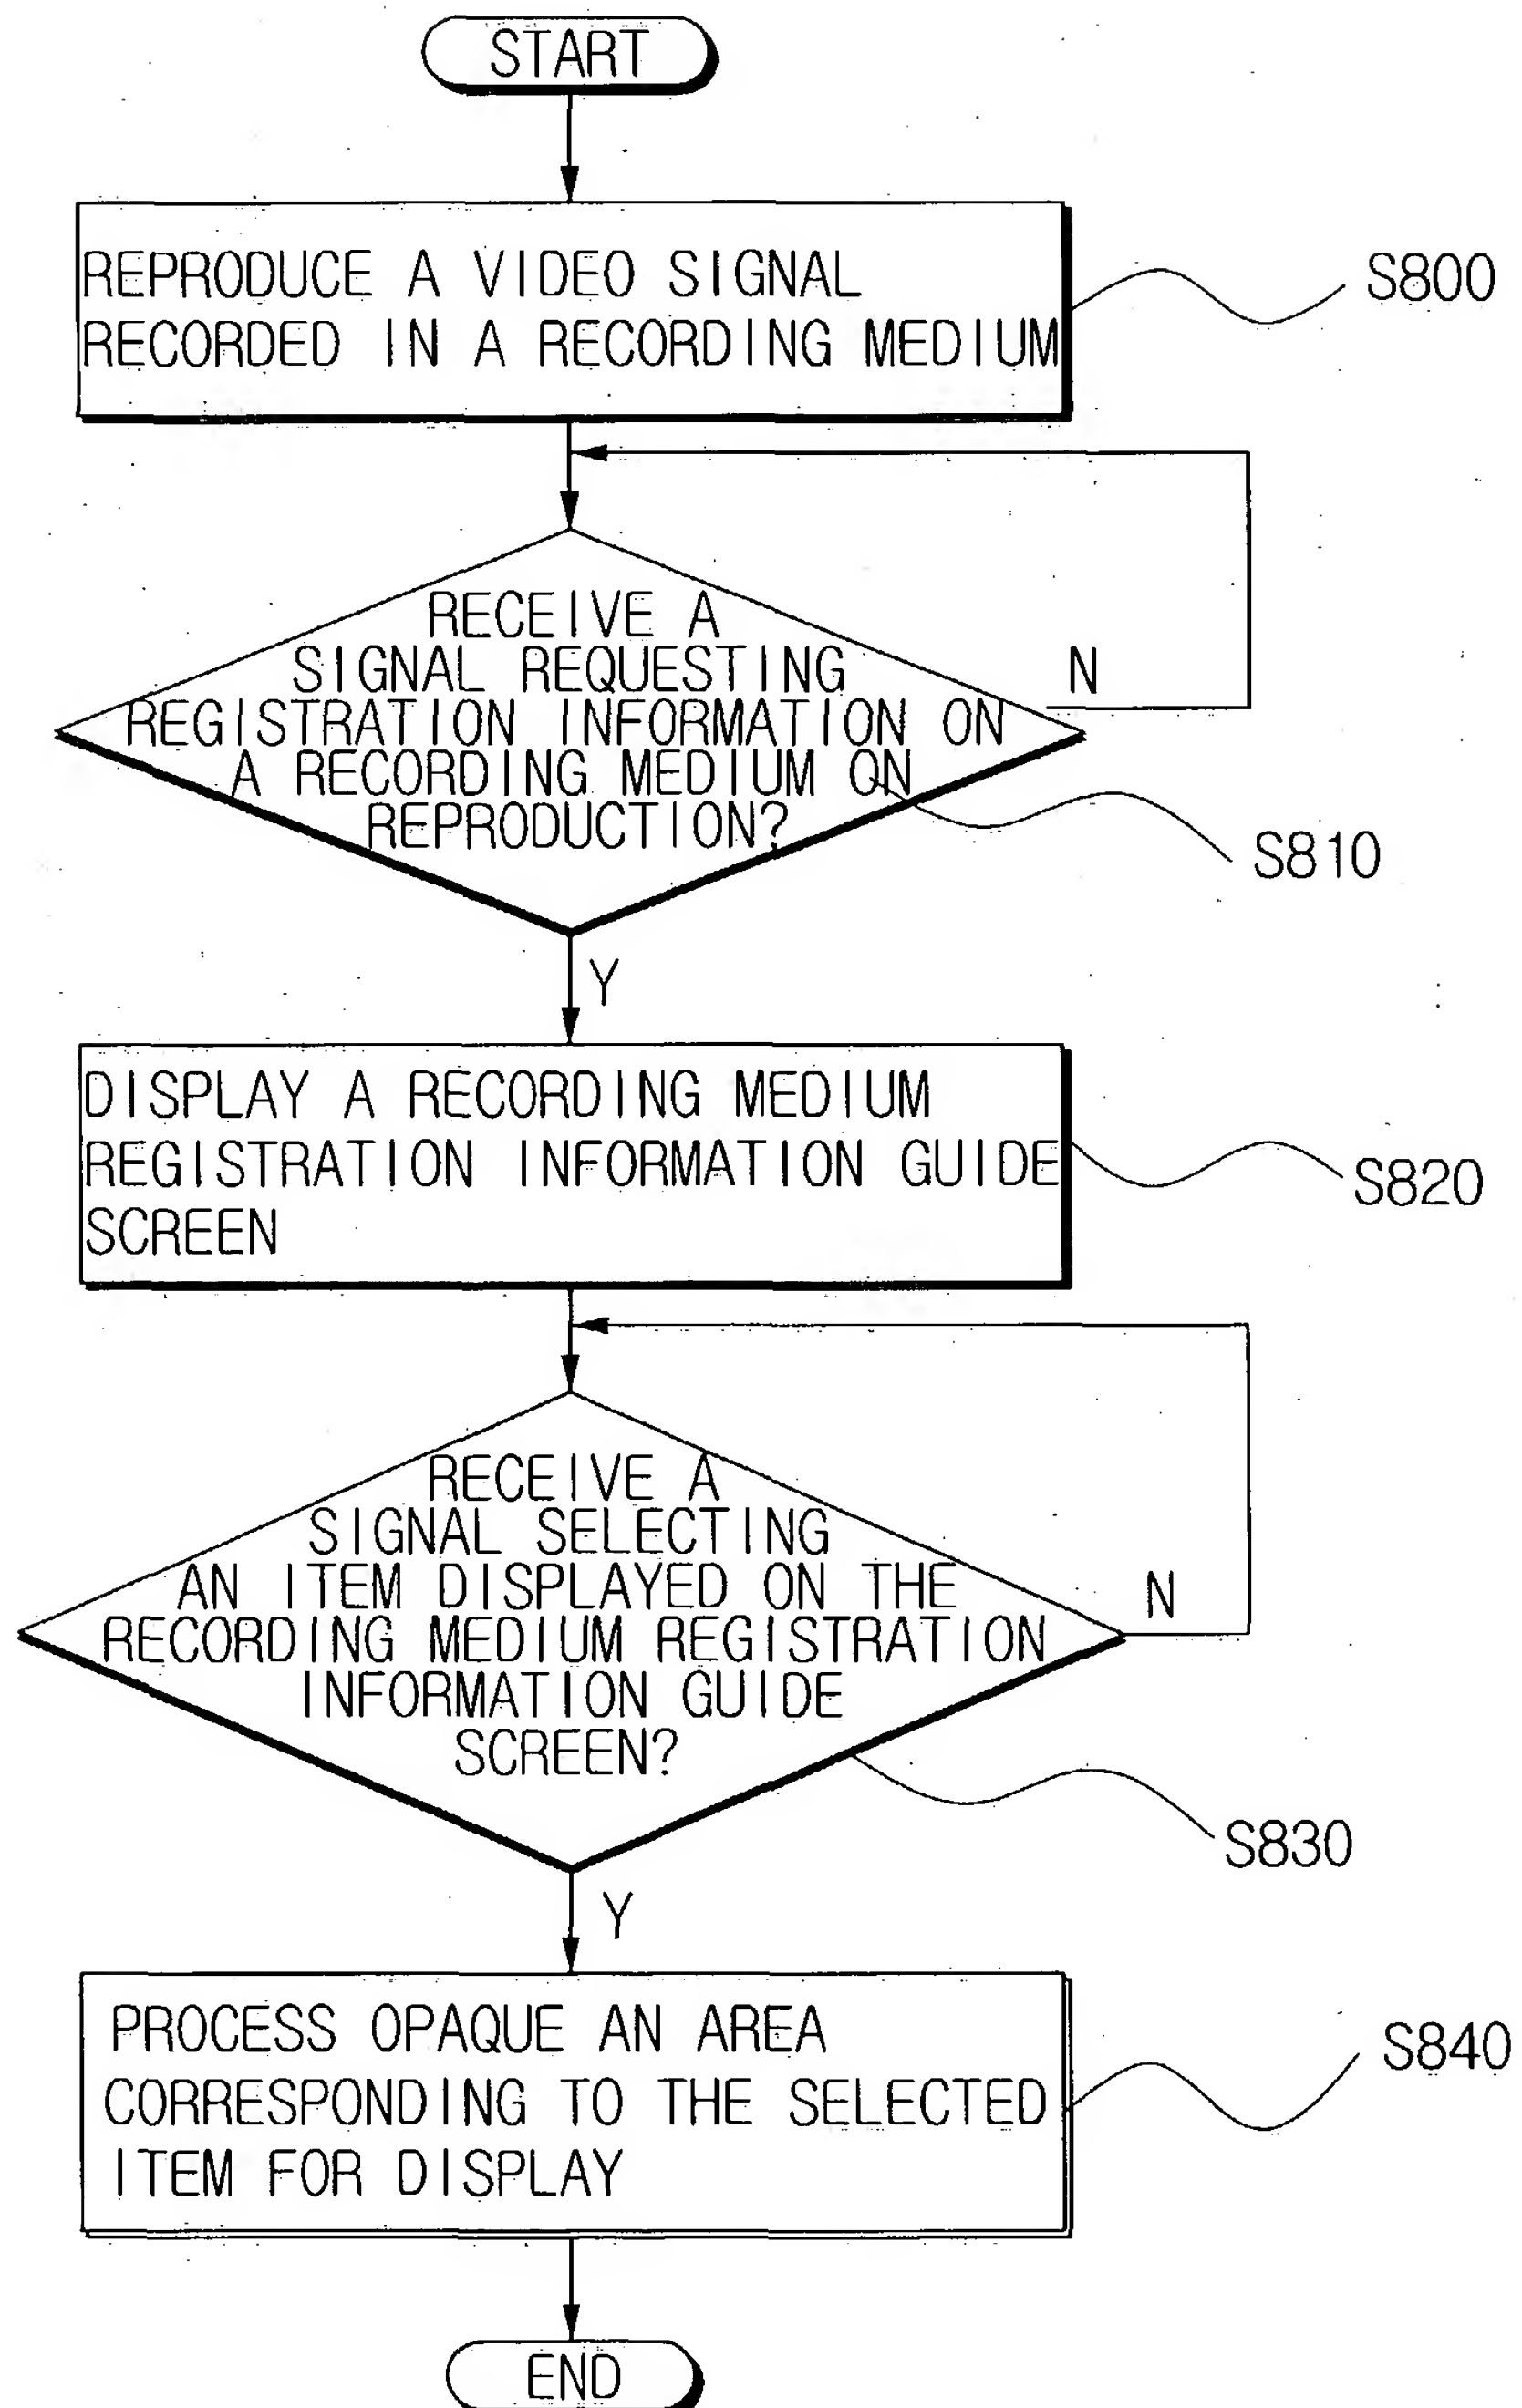 START
REPRODUCE A VIDEO SIGNAL
RECORDED IN A RECORDING MEDIUM
S800
RECEIVE A
SIGNAL REQUESTING
REGISTRATION INFORMATION ON
A RECORDING MEDIUM ON
REPRODUCTION?
N
S810
Y
DISPLAY A RECORDING MEDIUM
REGISTRATION INFORMATION GUIDE
SCREEN
S820
RECEIVE A
SIGNAL SELECTING
AN ITEM DISPLAYED ON THE
RECORDING MEDIUM REGISTRATION
INFORMATION GUIDE
SCREEN?
N
S830
Y
PROCESS OPAQUE AN AREA
CORRESPONDING TO THE SELECTED
ITEM FOR DISPLAY
S840
END